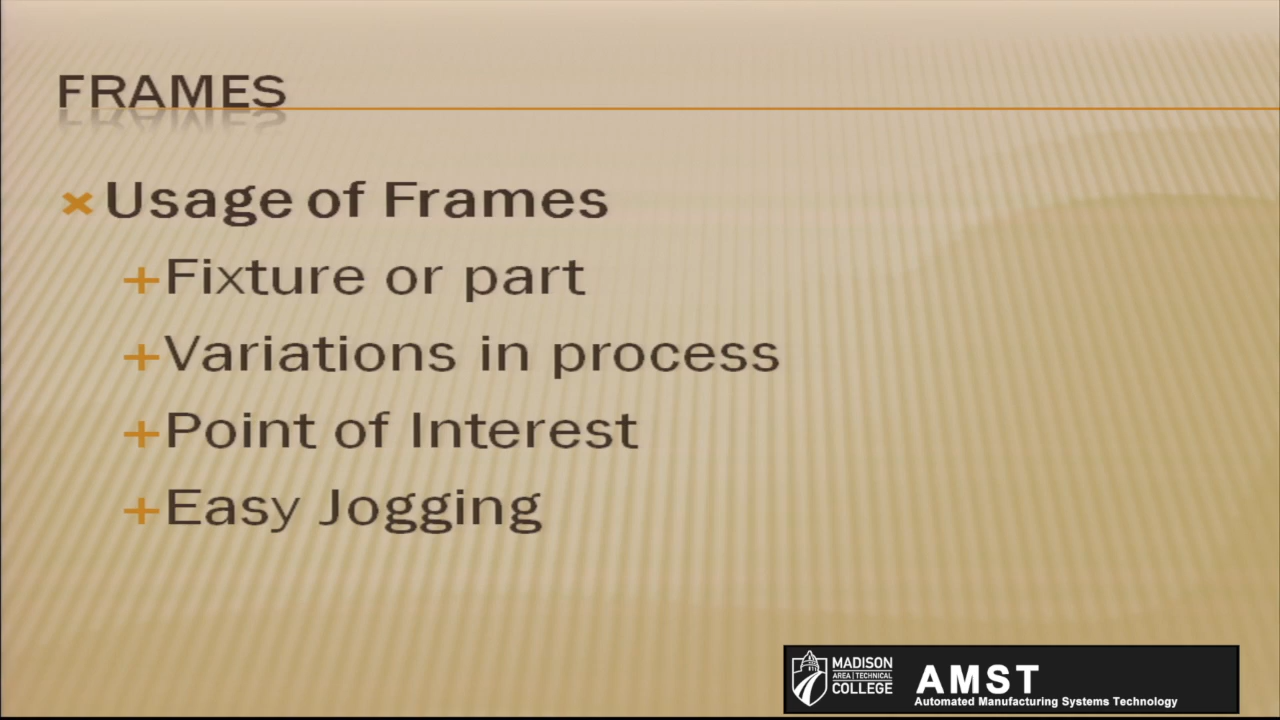 FRAMES
Usage of Frames
Fixture or part
Variations in process
Point of Interest
Easy Jogging
MADISON
AREA | TECHNICAL
COLLEGE
AMST
Automated Manufacturing Systems Technology